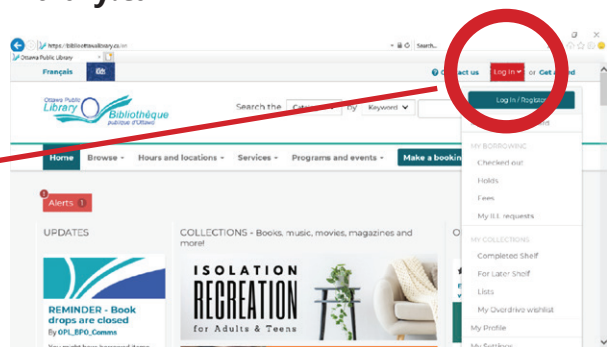 https://biblioottawalibrary.ca/en
Search...
Ottawa Public Library
Français
Contact us
Log In
or Get a card
Ottawa Public
Library
Bibliothèque
publique d'Ottawa
Search the
by
Keyword
Log In / Register
Home
Browse
Hours and locations
Services
Programs and events
Make a booking
MY BORROWING
Checked out
Holds
Fees
My ILL requests
Alerts 1
UPDATES
COLLECTIONS - Books, music, movies, magazines and
more!
MY COLLECTIONS
Completed Shelf
For Later Shelf
Lists
My Overdrive wishlist
My Profile
My Settings
ISOLATION
RECREATION
for Adults & Teens
REMINDER - Book
drops are closed
By OPL_BPO_Comms